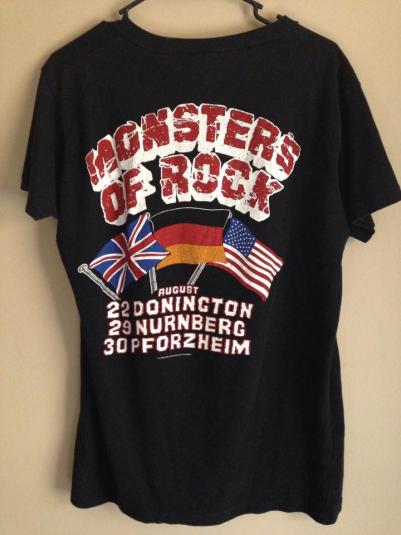 MONSTERS
OF ROCK
AUGUST
22 DONINGTON
29 NURNBERG
30 PFORZHEIM